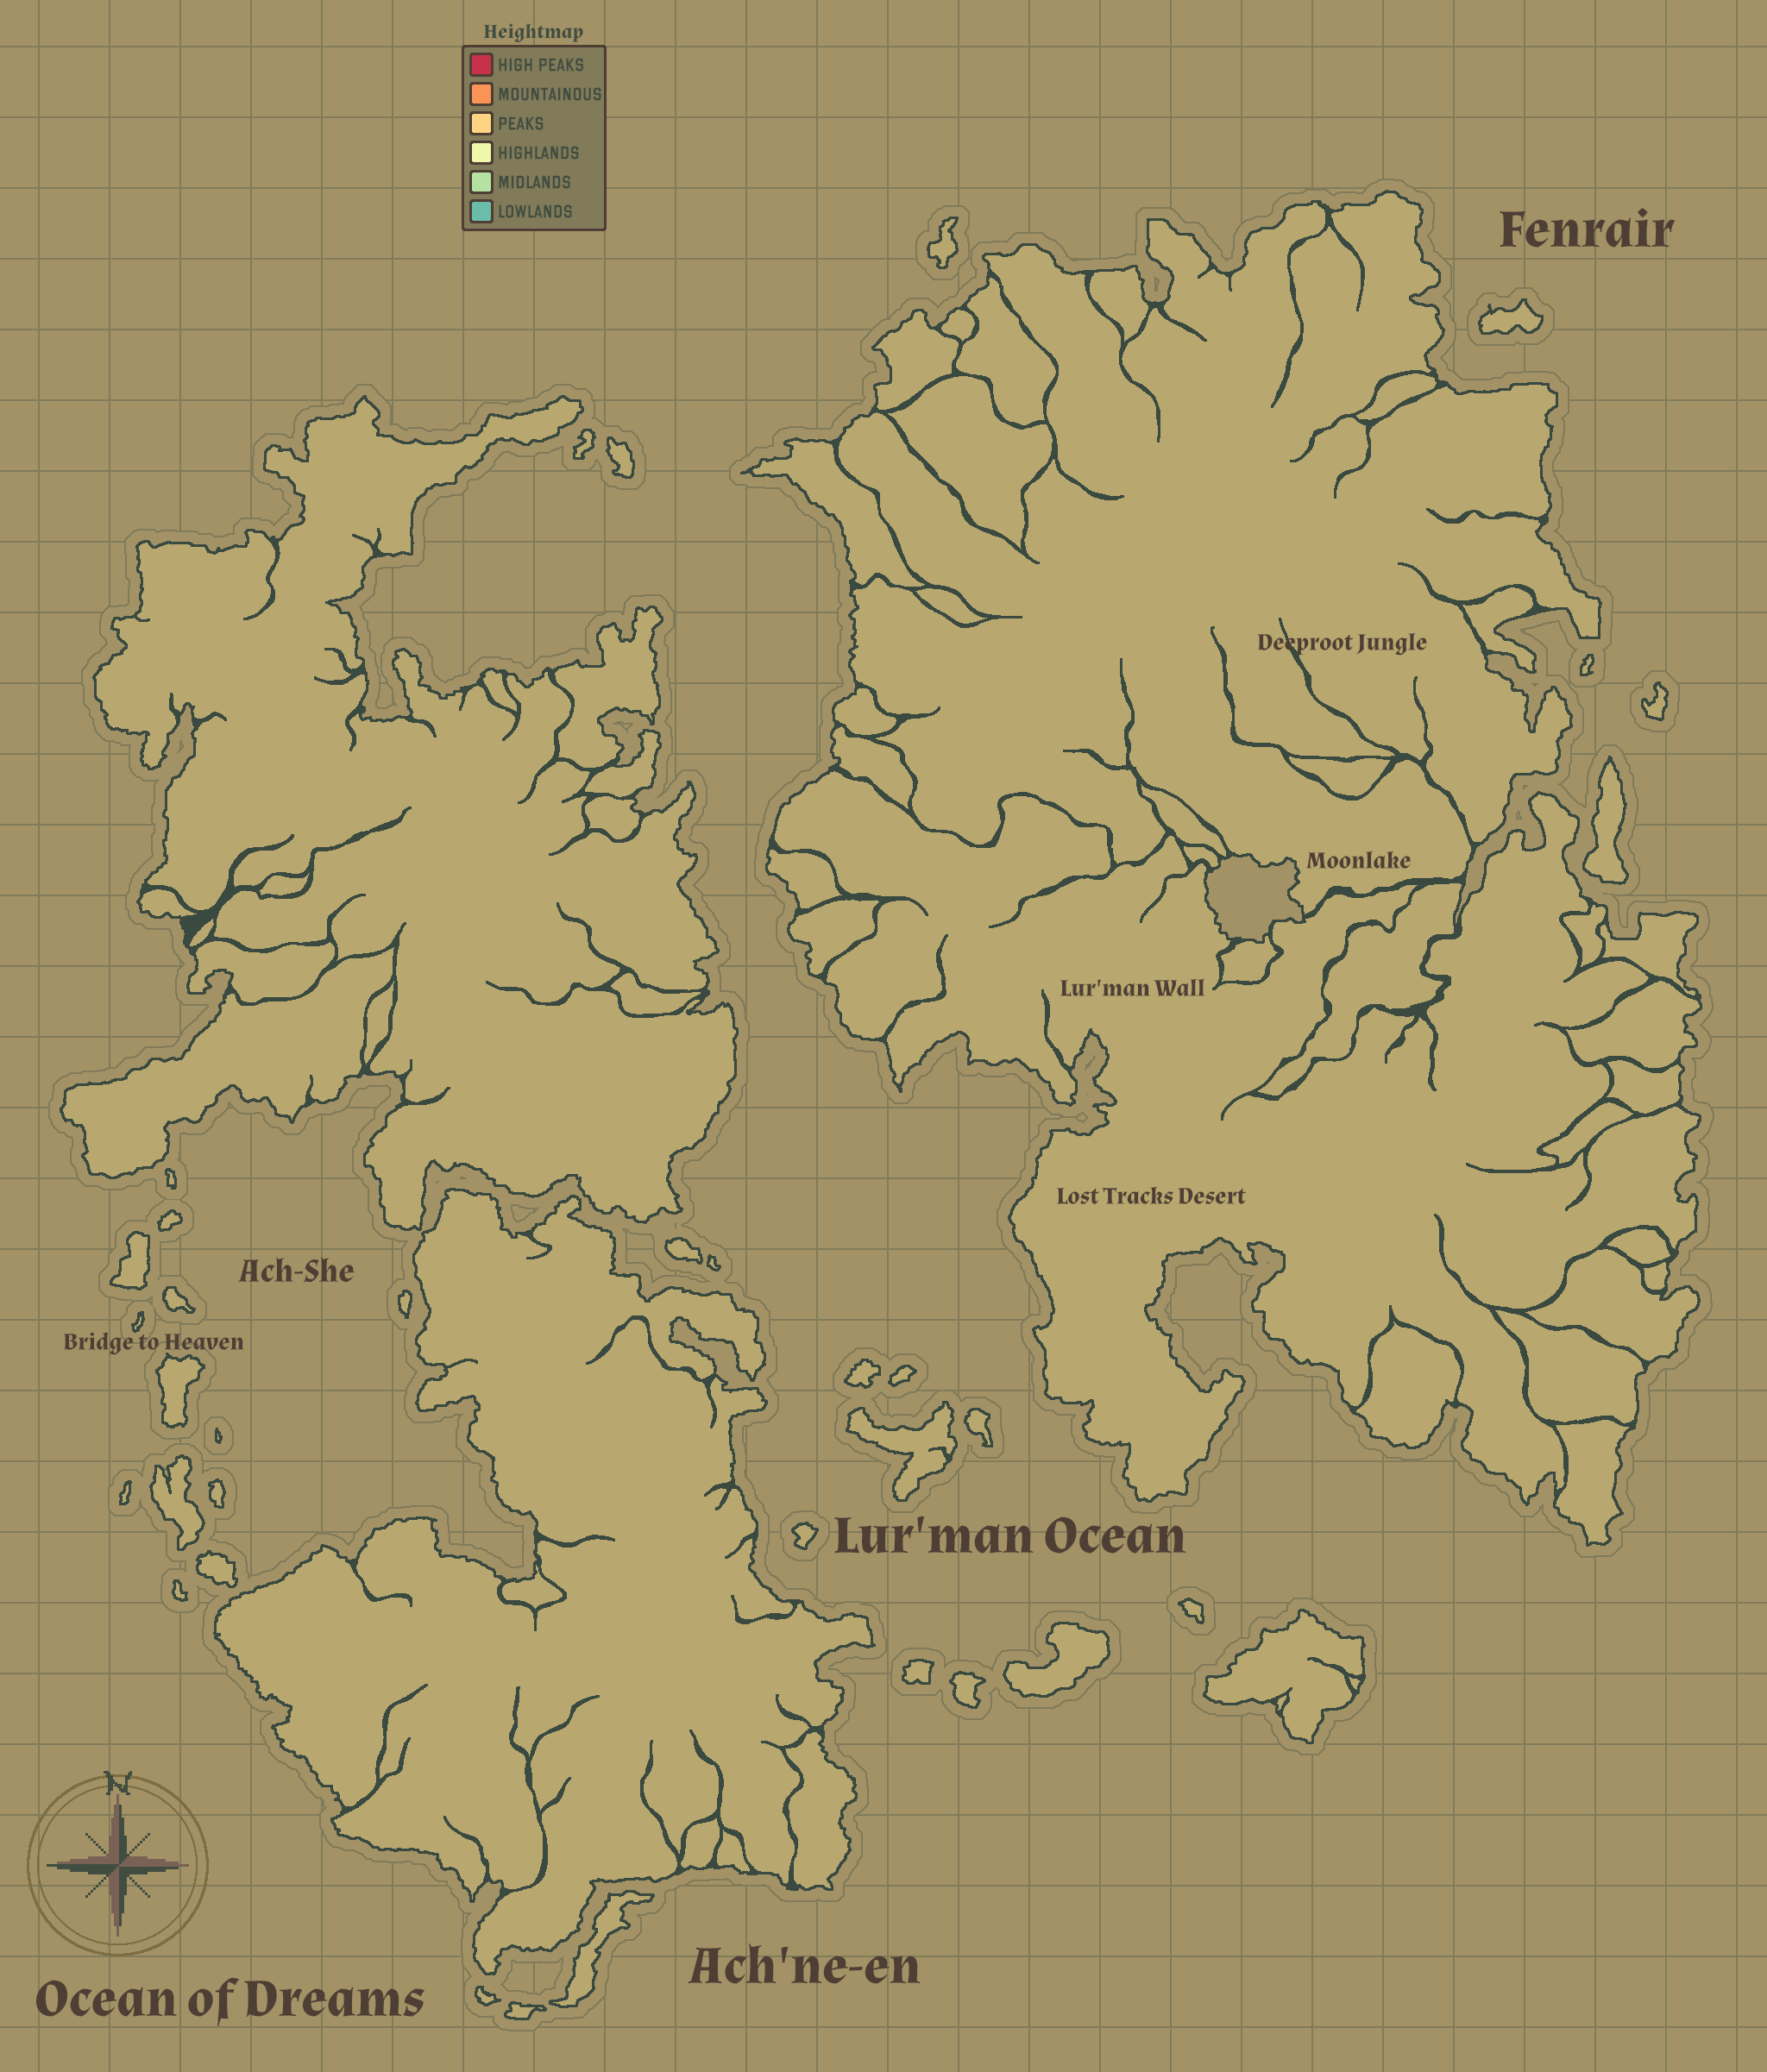 Heightmap
HIGH PEAKS
MOUNTAINOUS
PEAKS
HIGHLANDS
MIDLANDS
LOWLANDS
Fenrair
Deeproot Jungle
Moonlake
Lur'man Wall
Lost Tracks Desert
Ach-She
Bridge to Heaven
Lur'man Ocean
N
Ach'ne-en
Ocean of Dreams